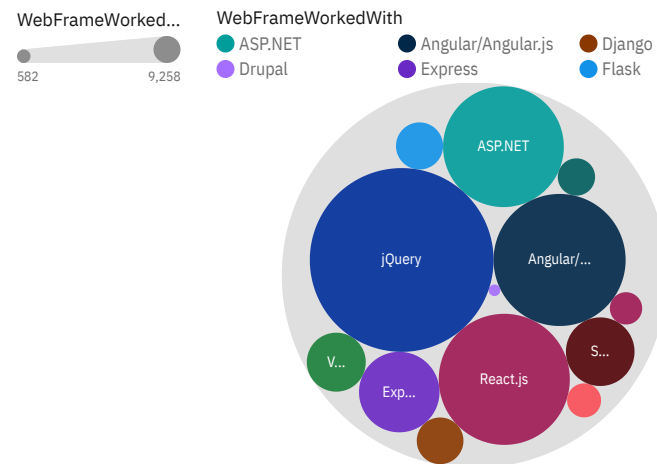 WebFrameWorked...
582 9,258
WebFrameWorkedWith
ASP.NET Angular/Angular.js Django
Drupal Express Flask
ASP.NET
jQuery Angular/...
V... Exp... React.js S...